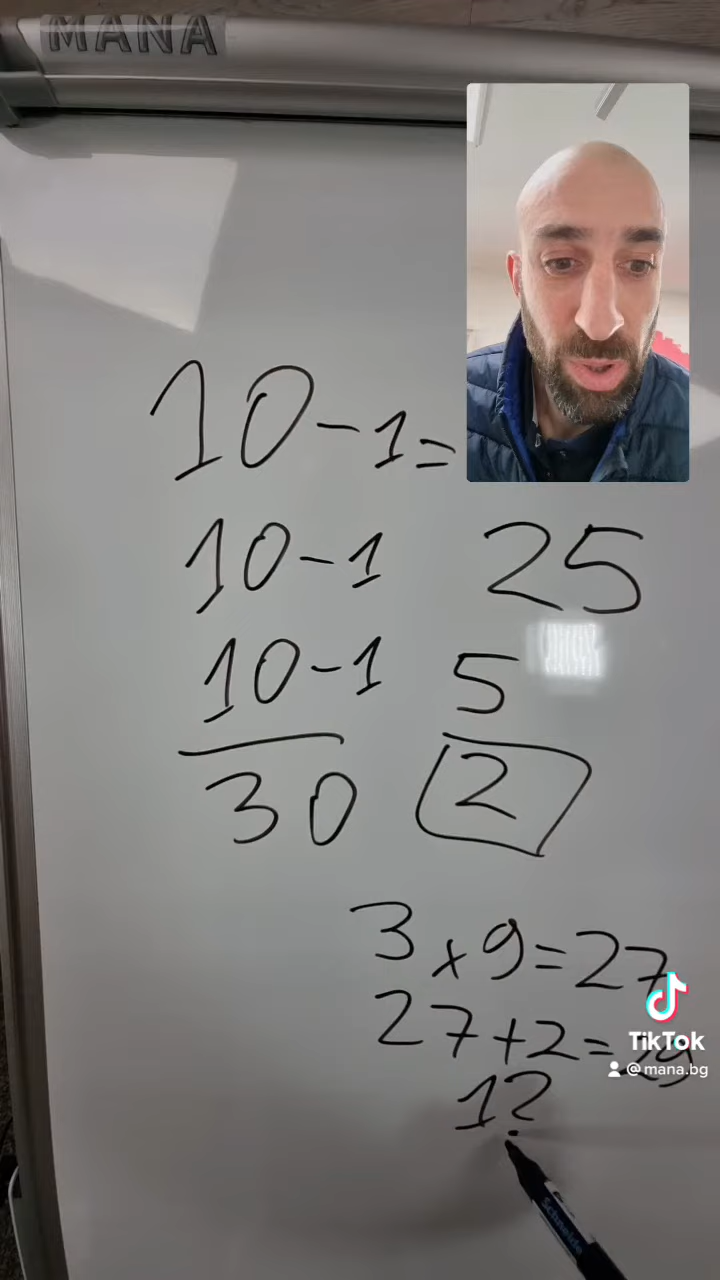 MANA
10-1=
10-1 25
10-1 5
30 2
3x9=27
27+2=29
1?
TikTok
@mana.bg
Schneider